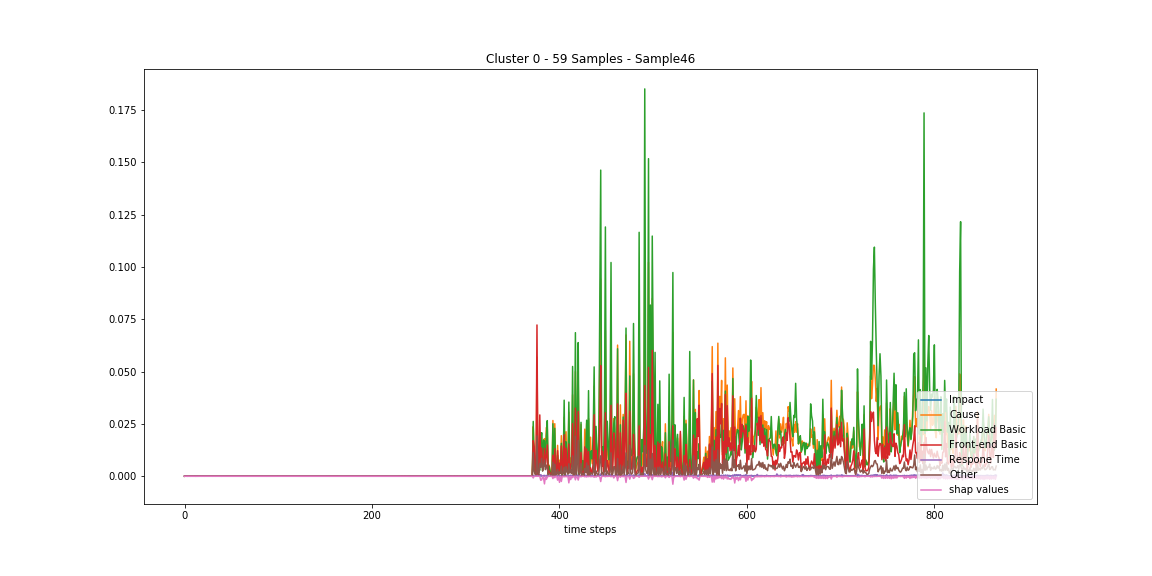 Cluster 0 - 59 Samples - Sample46
0.175
0.150
0.125
0.100
0.075
0.050
0.025
0.000
Impact
Cause
Workload Basic
Front-end Basic
Respone Time
Other
shap values
0 200 400 600 800
time steps